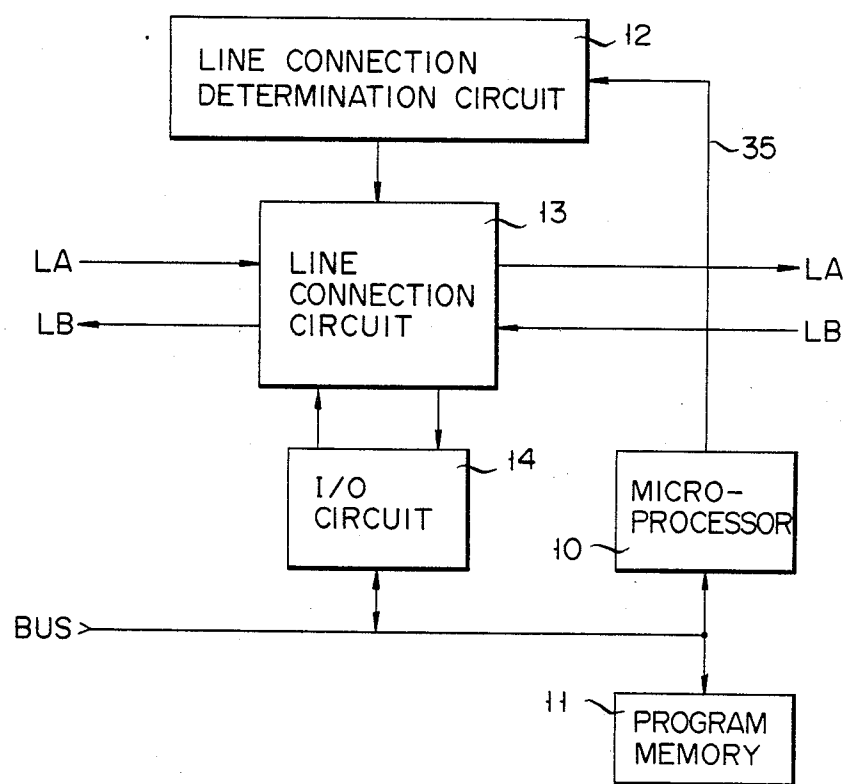 12
LINE CONNECTION
DETERMINATION CIRCUIT
35
13
LA
LINE
CONNECTION
CIRCUIT
LA
LB
LB
14
I/O
CIRCUIT
MICRO-
PROCESSOR
10
BUS
11
PROGRAM
MEMORY